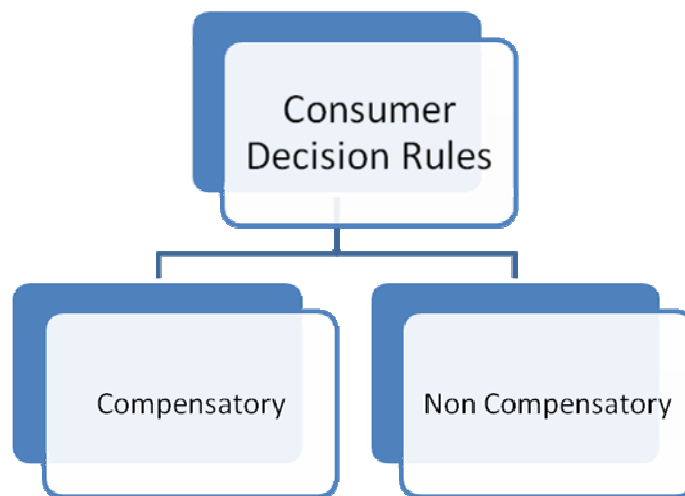 Consumer
Decision Rules
Compensatory
Non Compensatory